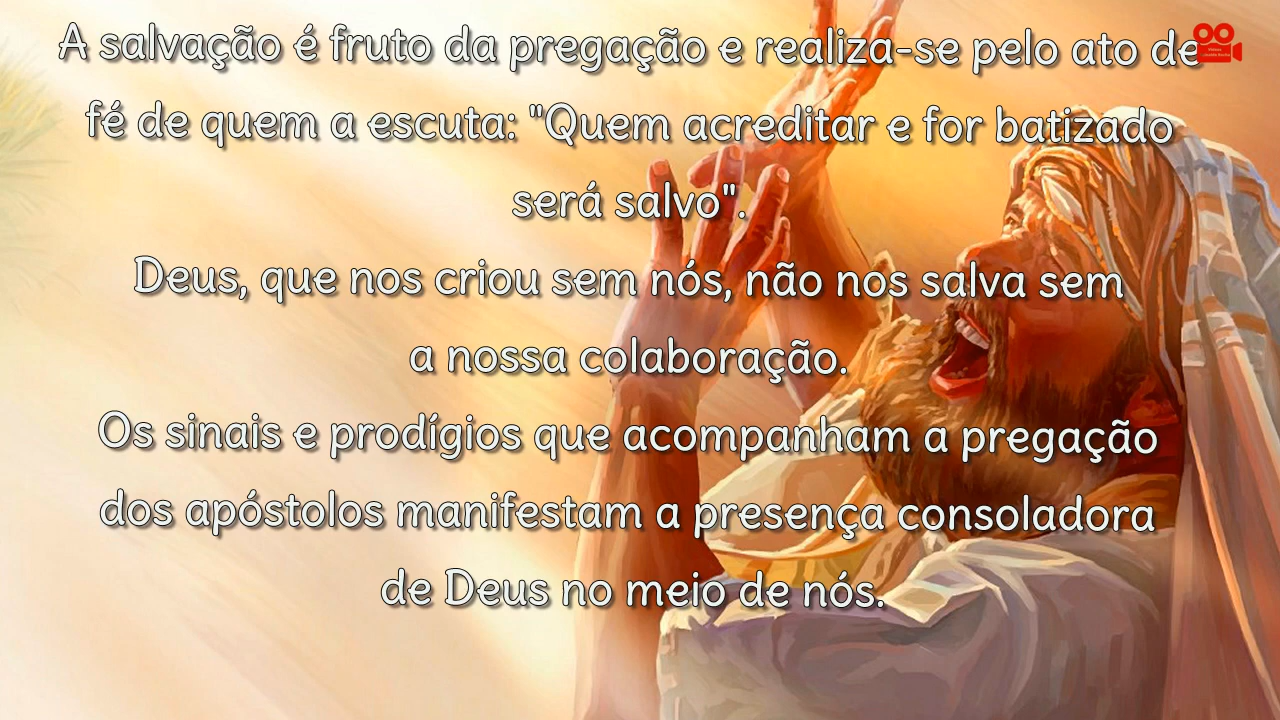 A salvação é fruto da pregação e realiza-se pelo ato de
fé de quem a escuta: "Quem acreditar e for batizado
será salvo".
Deus, que nos criou sem nós, não nos salva sem
a nossa colaboração.
Os sinais e prodígios que acompanham a pregação
dos apóstolos manifestam a presença consoladora
de Deus no meio de nós.